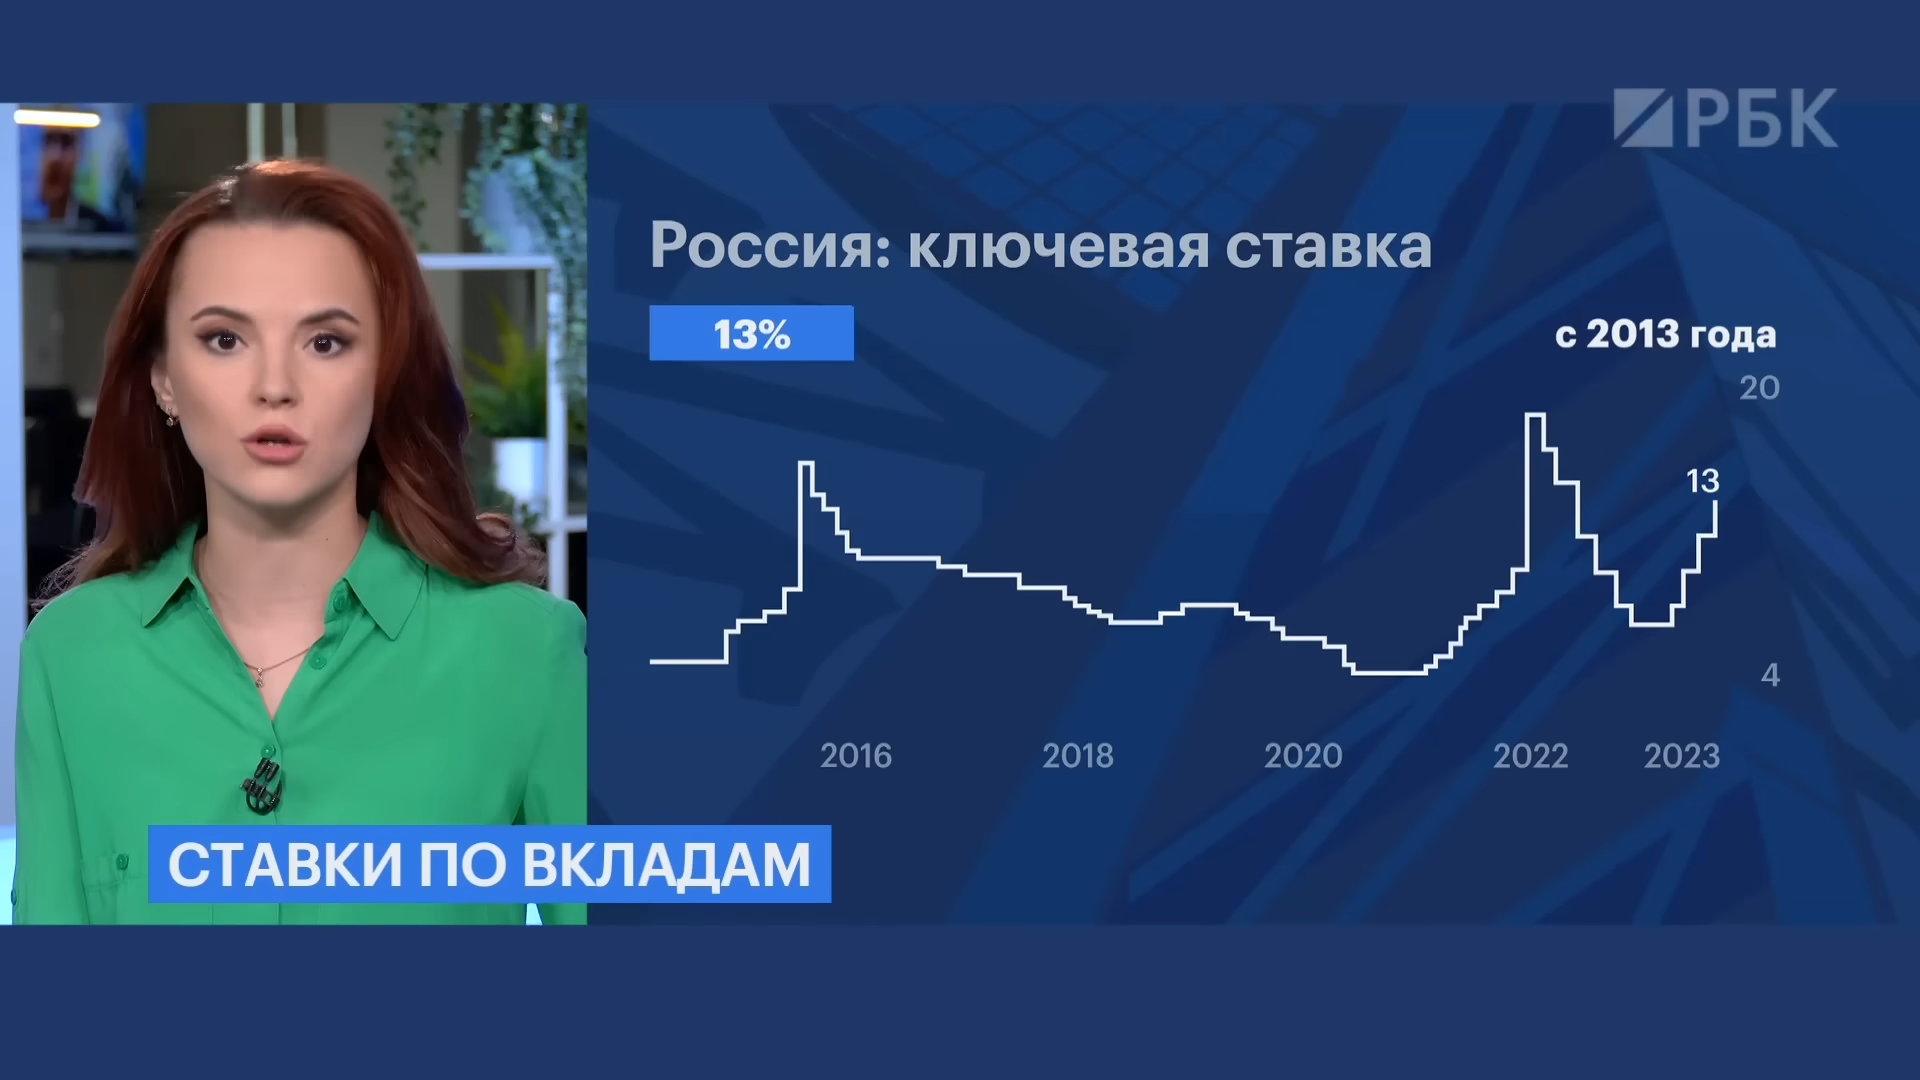 РБК
Россия: ключевая ставка
13%
с 2013 года
20
13
4
2016 2018 2020 2022 2023
СТАВКИ ПО ВКЛАДАМ